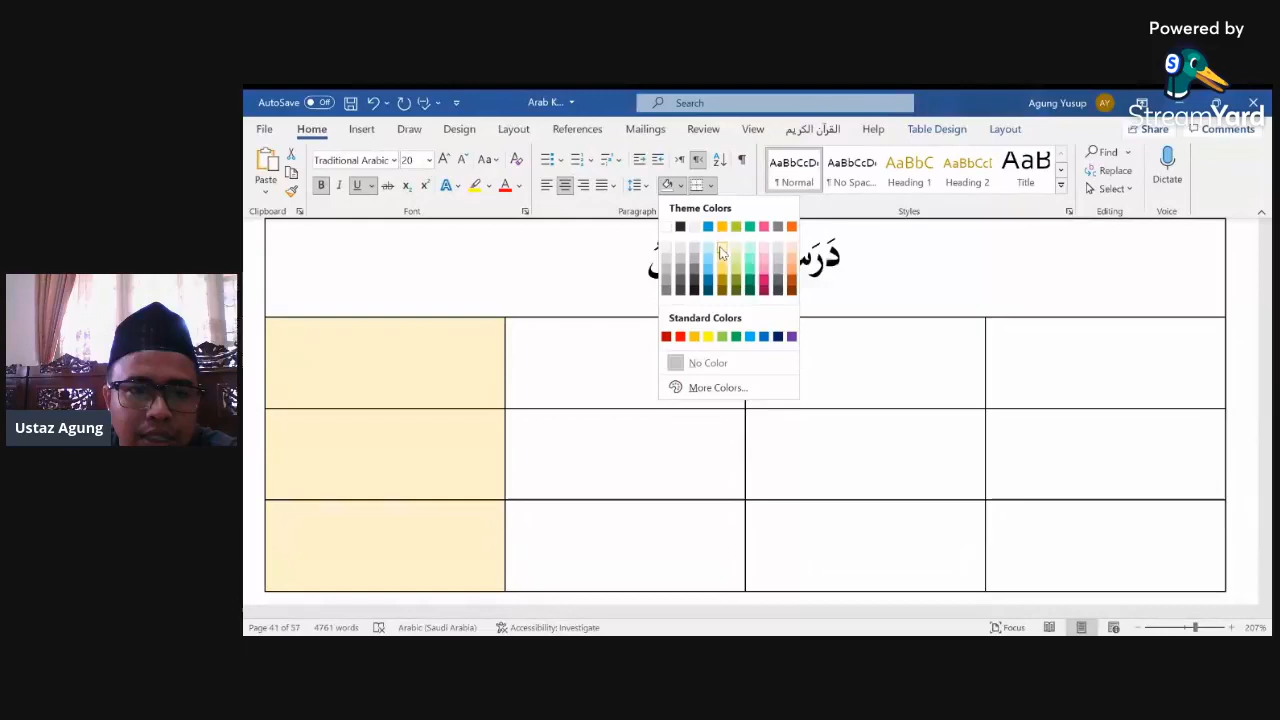 Powered by
StreamYard
AutoSave Off Arab K... Search Agung Yusup AY
File Home Insert Draw Design Layout References Mailings Review View القرآن الكريم Help Table Design Layout Share Comments
Paste Traditional Arabic 20 Aa AaBbCcDc AaBbCcDc AaBbC AaBbCcI AaB Find Replace Select Dictate
¶ Normal ¶ No Spac... Heading 1 Heading 2 Title
Clipboard Font Paragraph Styles Editing Voice
Theme Colors
Standard Colors
No Color
More Colors...
Ustaz Agung
Page 41 of 57 4761 words Arabic (Saudi Arabia) Accessibility: Investigate Focus 207%